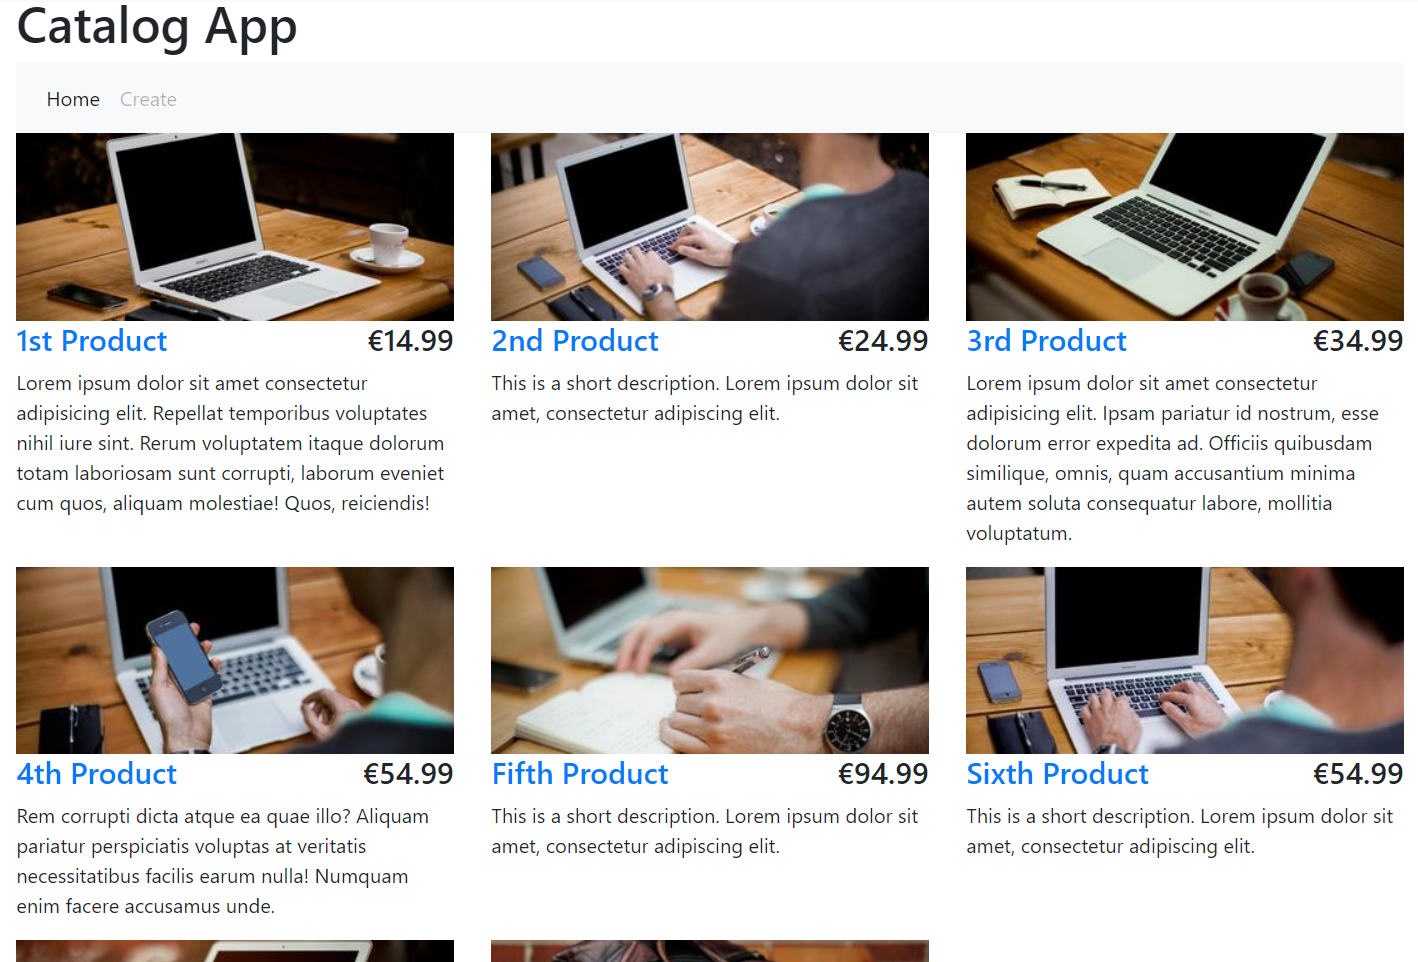 Catalog App
Home Create
1st Product €14.99
Lorem ipsum dolor sit amet consectetur
adipisicing elit. Repellat temporibus voluptates
nihil iure sint. Rerum voluptatem itaque dolorum
totam laboriosam sunt corrupti, laborum eveniet
cum quos, aliquam molestiae! Quos, reiciendis!
2nd Product €24.99
This is a short description. Lorem ipsum dolor sit
amet, consectetur adipiscing elit.
3rd Product €34.99
Lorem ipsum dolor sit amet consectetur
adipisicing elit. Ipsam pariatur id nostrum, esse
dolorum error expedita ad. Officiis quibusdam
similique, omnis, quam accusantium minima
autem soluta consequatur labore, mollitia
voluptatum.
4th Product €54.99
Rem corrupti dicta atque ea quae illo? Aliquam
pariatur perspiciatis voluptas at veritatis
necessitatibus facilis earum nulla! Numquam
enim facere accusamus unde.
Fifth Product €94.99
This is a short description. Lorem ipsum dolor sit
amet, consectetur adipiscing elit.
Sixth Product €54.99
This is a short description. Lorem ipsum dolor sit
amet, consectetur adipiscing elit.